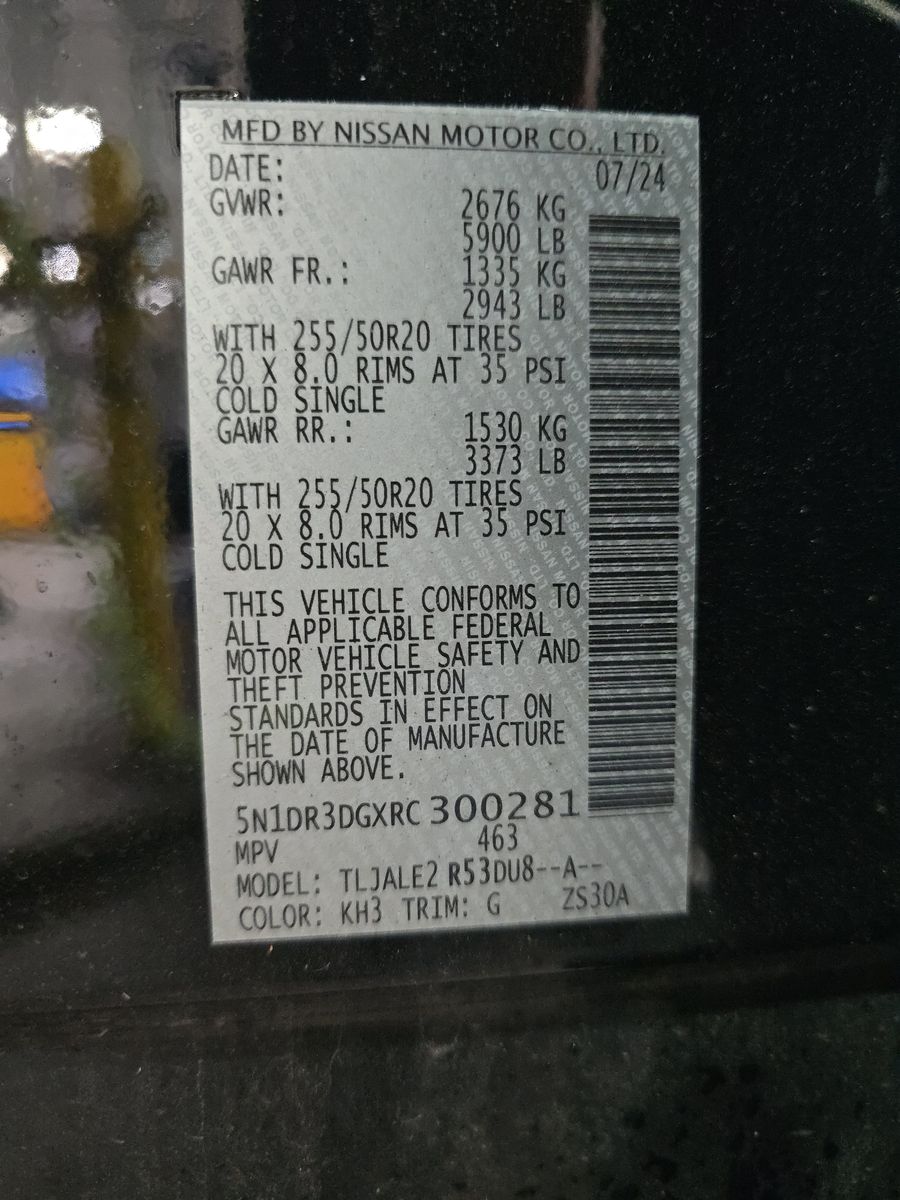 MFD BY NISSAN MOTOR CO., LTD.
DATE: 07/24
GVWR: 2676 KG
5900 LB
GAWR FR.: 1335 KG
2943 LB
WITH 255/50R20 TIRES
20 X 8.0 RIMS AT 35 PSI
COLD SINGLE
GAWR RR.: 1530 KG
3373 LB
WITH 255/50R20 TIRES
20 X 8.0 RIMS AT 35 PSI
COLD SINGLE
THIS VEHICLE CONFORMS TO
ALL APPLICABLE FEDERAL
MOTOR VEHICLE SAFETY AND
THEFT PREVENTION
STANDARDS IN EFFECT ON
THE DATE OF MANUFACTURE
SHOWN ABOVE.
5N1DR3DGXRC 300281
MPV 463
MODEL: TLJALE2 R53DU8--A--
COLOR: KH3 TRIM: G ZS30A